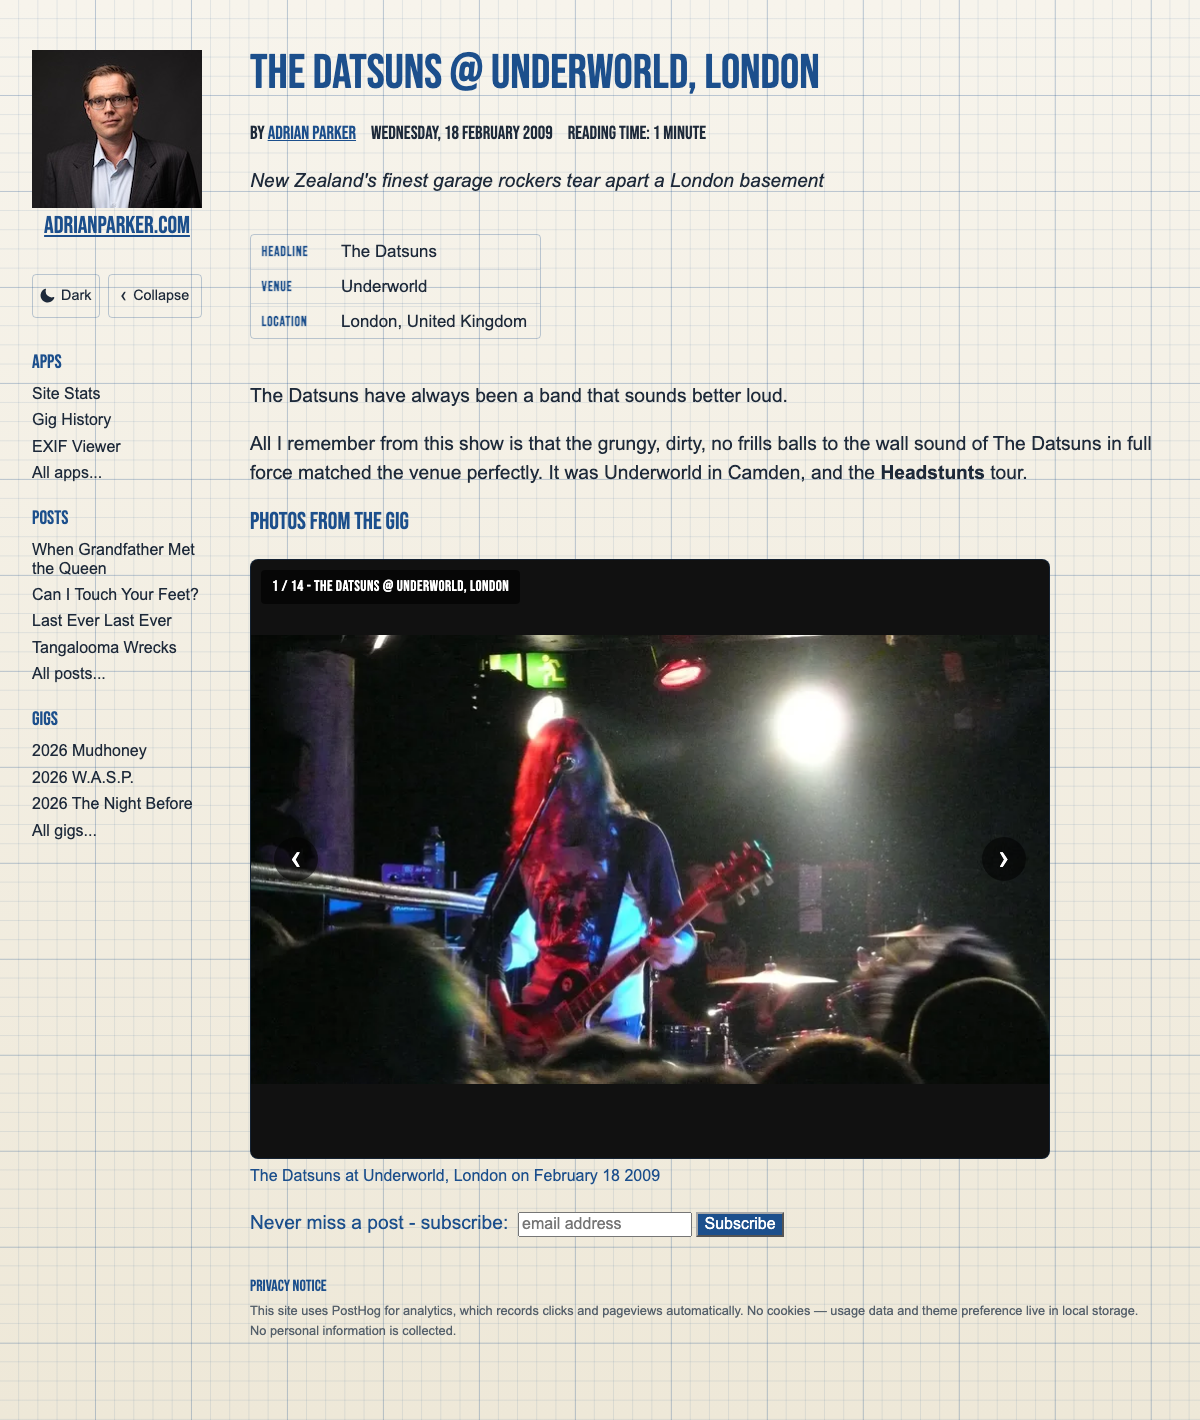 THE DATSUNS @ UNDERWORLD, LONDON
BY ADRIAN PARKER WEDNESDAY, 18 FEBRUARY 2009 READING TIME: 1 MINUTE
New Zealand's finest garage rockers tear apart a London basement
ADRIANPARKER.COM
Dark
‹ Collapse
HEADLINE The Datsuns
VENUE Underworld
LOCATION London, United Kingdom
APPS
Site Stats
Gig History
EXIF Viewer
All apps...
POSTS
When Grandfather Met
the Queen
Can I Touch Your Feet?
Last Ever Last Ever
Tangalooma Wrecks
All posts...
GIGS
2026 Mudhoney
2026 W.A.S.P.
2026 The Night Before
All gigs...
The Datsuns have always been a band that sounds better loud.
All I remember from this show is that the grungy, dirty, no frills balls to the wall sound of The Datsuns in full
force matched the venue perfectly. It was Underworld in Camden, and the Headstunts tour.
PHOTOS FROM THE GIG
1 / 14 - THE DATSUNS @ UNDERWORLD, LONDON
The Datsuns at Underworld, London on February 18 2009
Never miss a post - subscribe: email address Subscribe
PRIVACY NOTICE
This site uses PostHog for analytics, which records clicks and pageviews automatically. No cookies — usage data and theme preference live in local storage.
No personal information is collected.